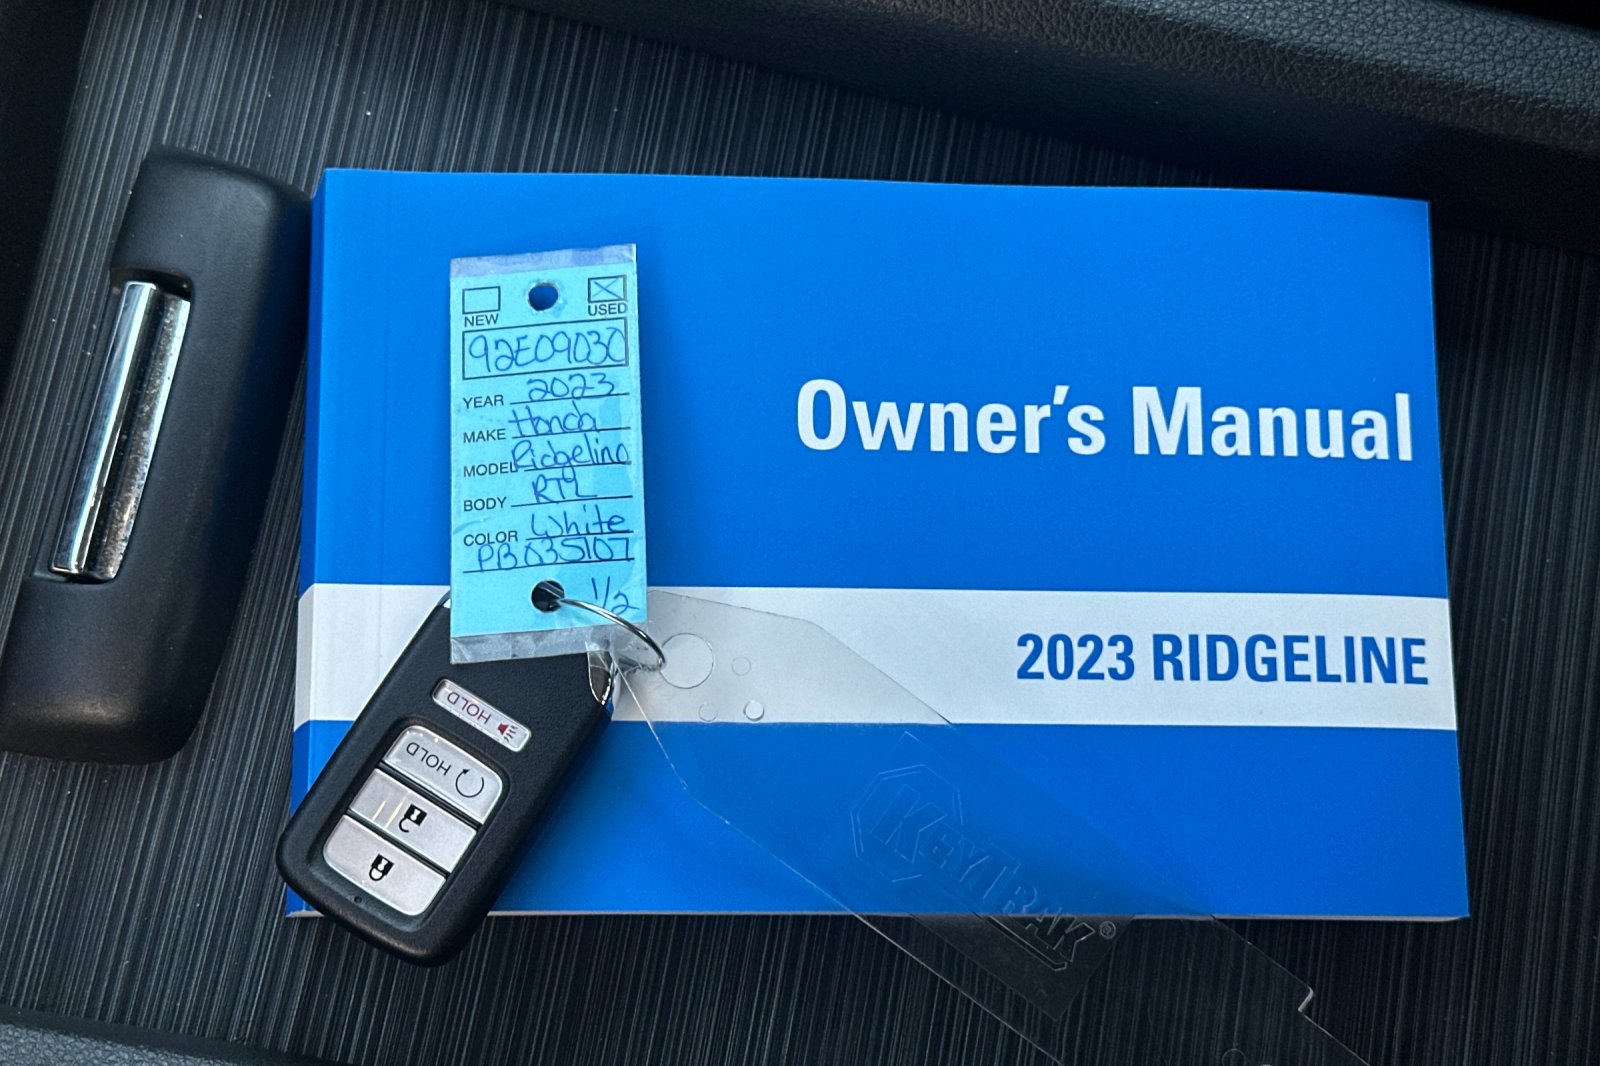 NEW
USED
92E09030
YEAR 2023
MAKE Honda
MODEL Ridgeline
BODY RTL
COLOR White
PB035107
1/2
Owner's Manual
2023 RIDGELINE
HOLD
HOLD
KEYTRAK®